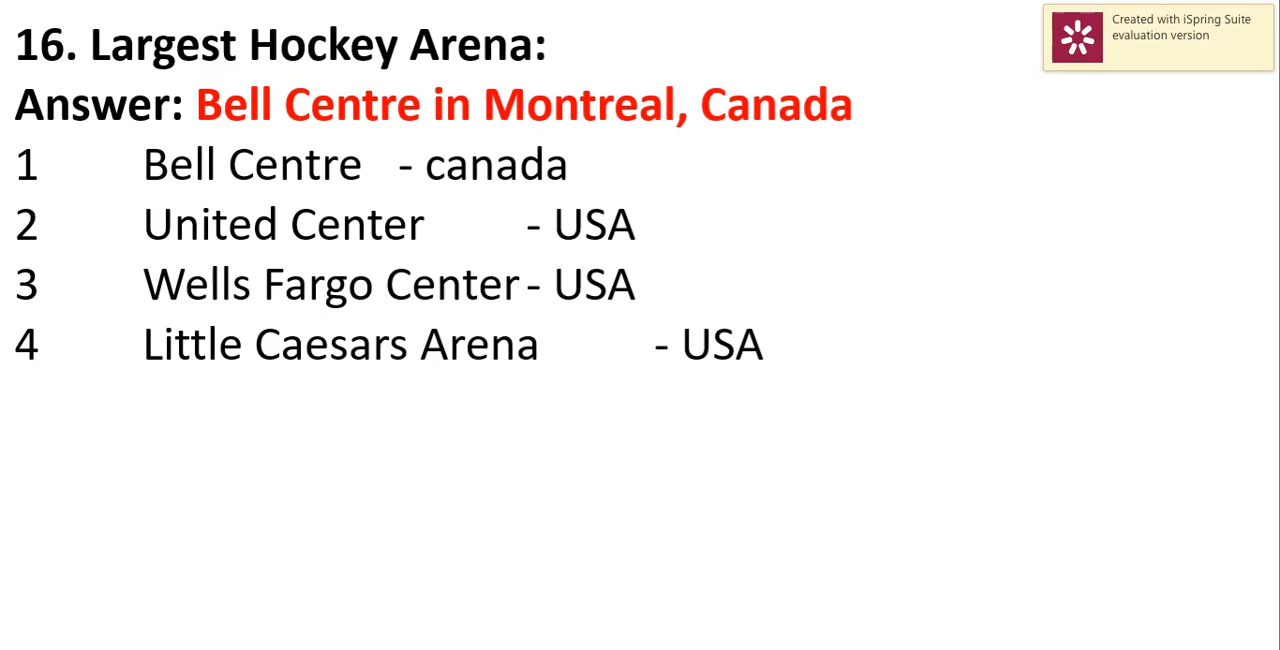 16. Largest Hockey Arena:
Answer: Bell Centre in Montreal, Canada
1 Bell Centre - canada
2 United Center - USA
3 Wells Fargo Center - USA
4 Little Caesars Arena - USA
Created with iSpring Suite
evaluation version